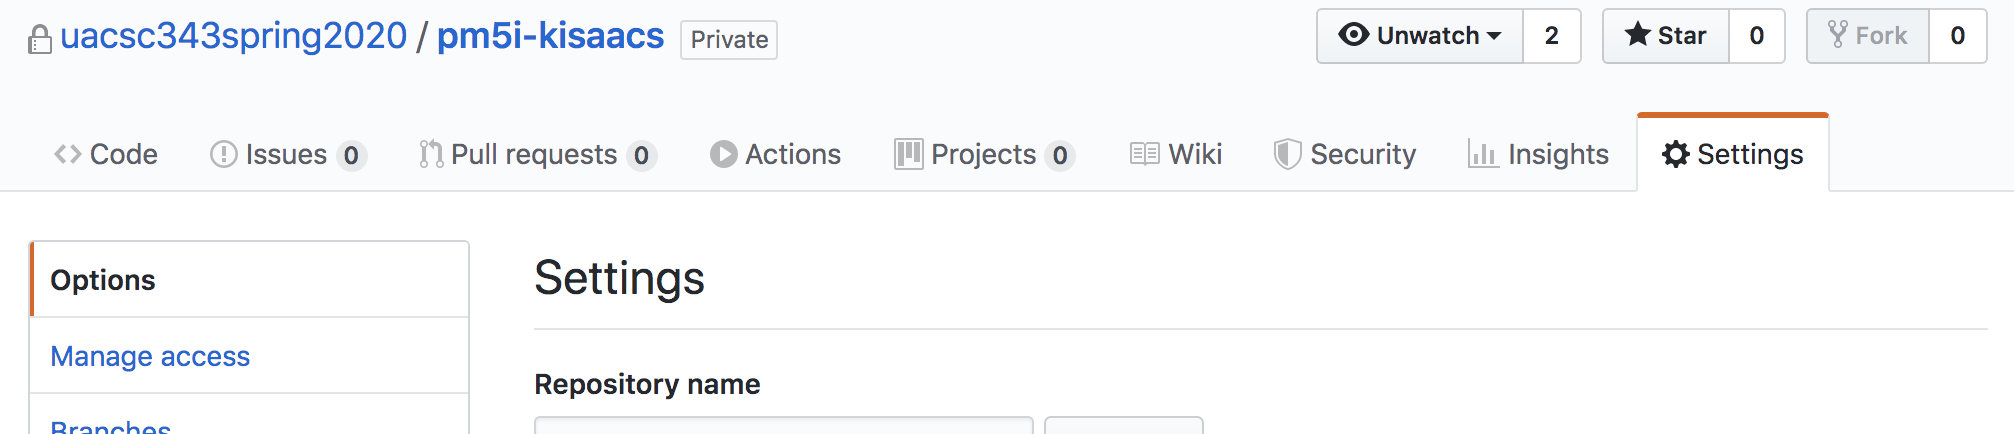 uacsc343spring2020 / pm5i-kisaacs Private Unwatch 2 Star 0 Fork 0
Code Issues 0 Pull requests 0 Actions Projects 0 Wiki Security Insights Settings
Options
Manage access
Branches
Settings
Repository name